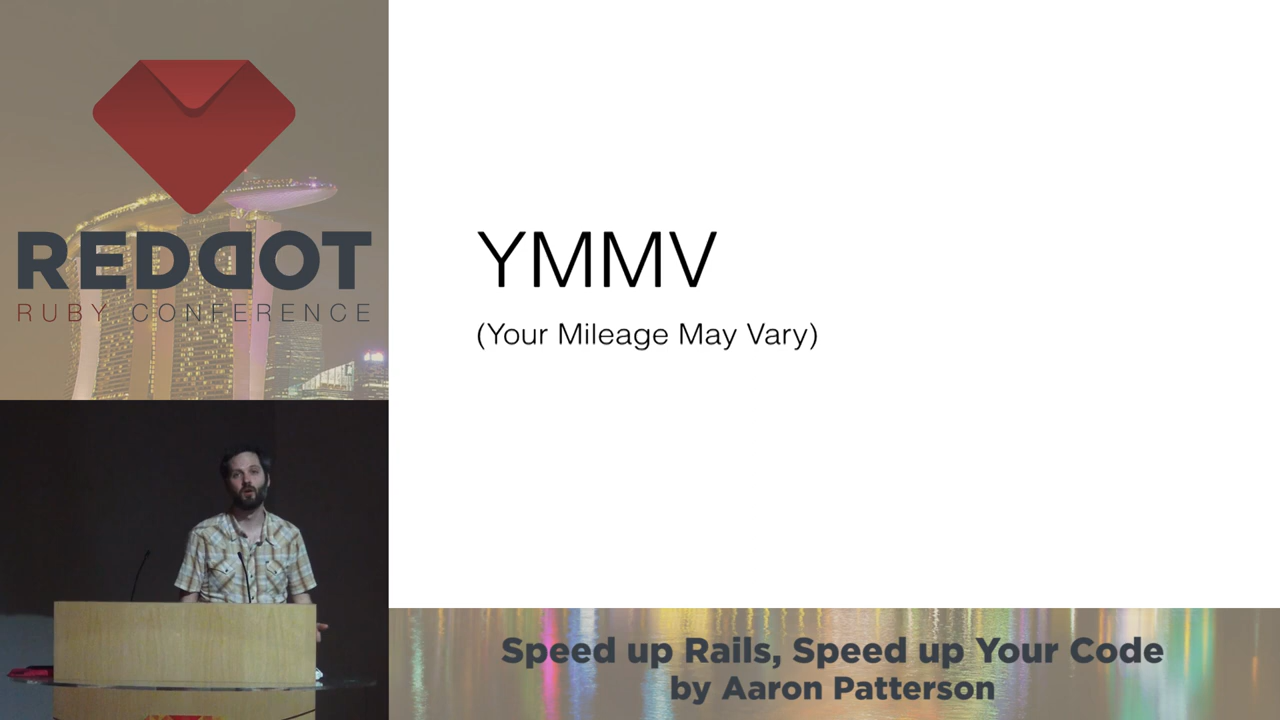 REDDOT
RUBY CONFERENCE
YMMV
(Your Mileage May Vary)
Speed up Rails, Speed up Your Code
by Aaron Patterson